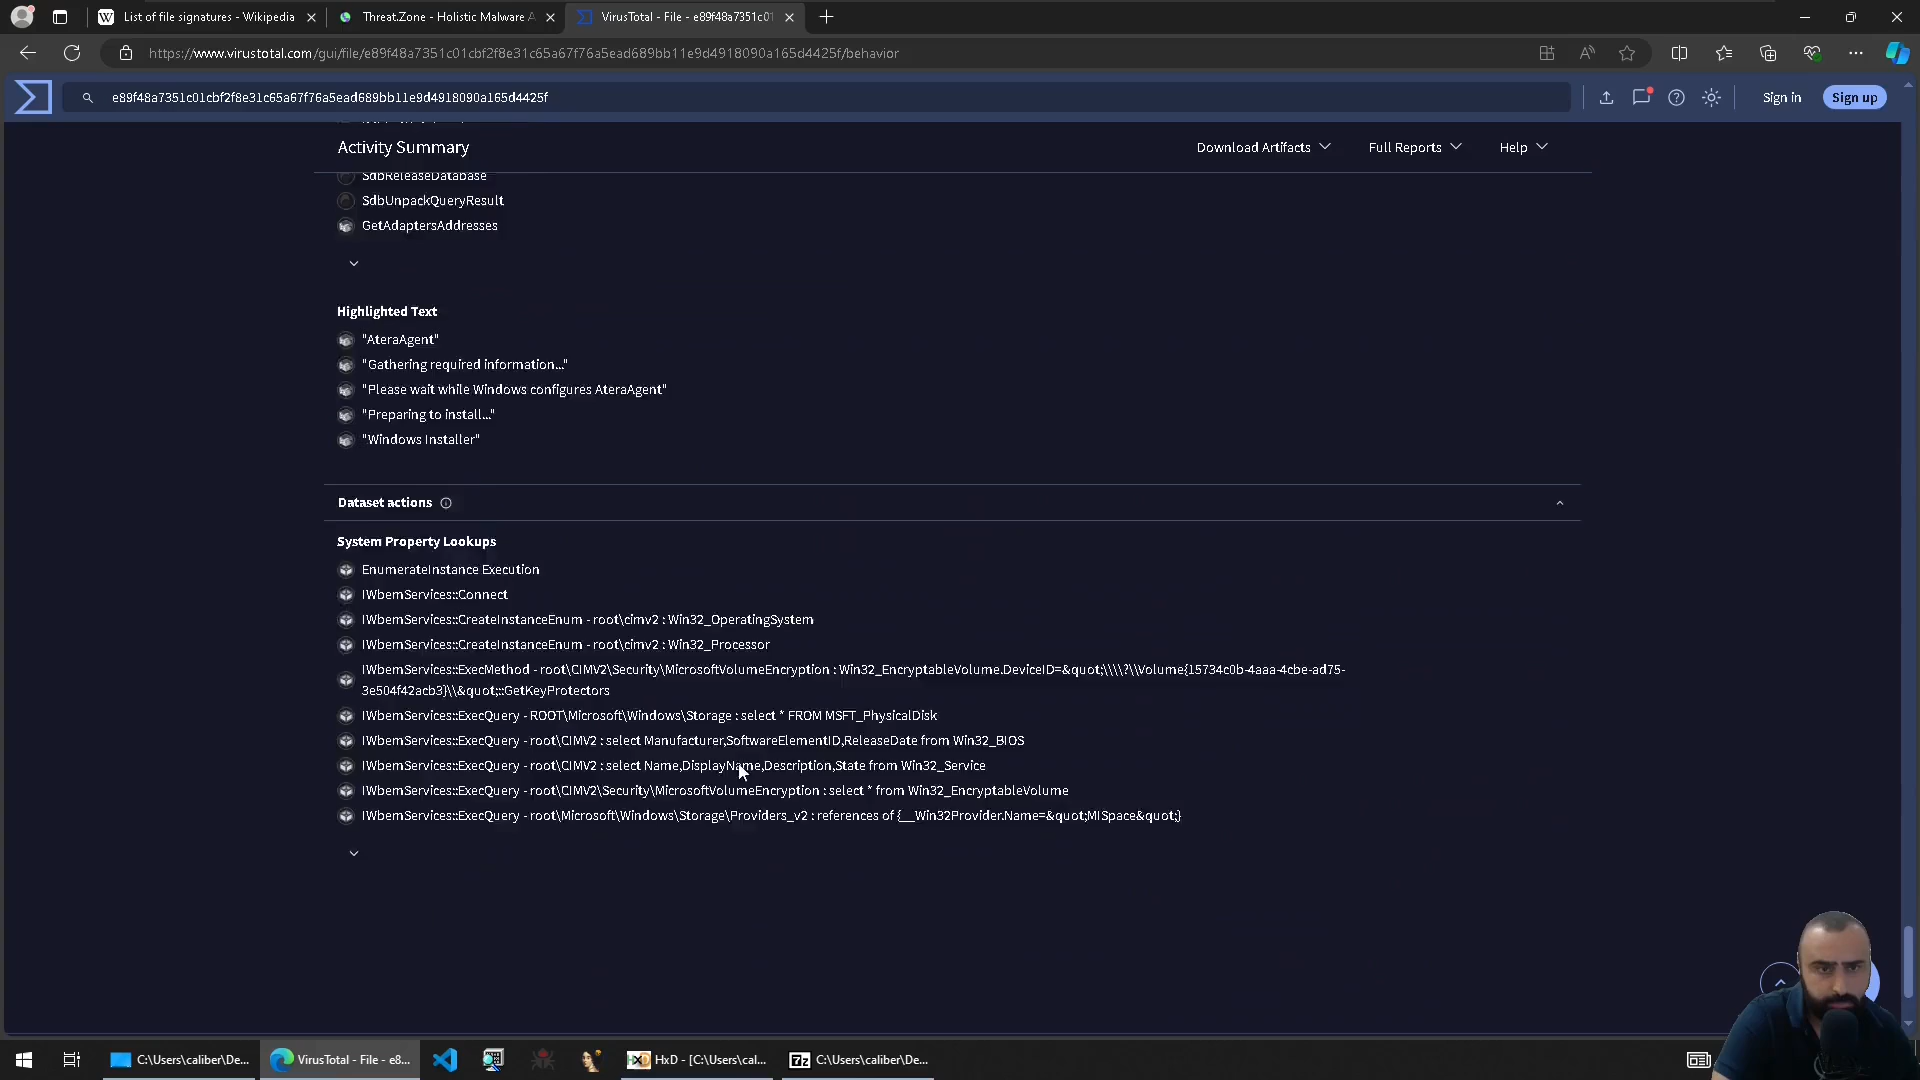 List of file signatures - Wikipedia
Threat.Zone - Holistic Malware A
VirusTotal - File - e89f48a7351c01
https://www.virustotal.com/gui/file/e89f48a7351c01cbf2f8e31c65a67f76a5ead689bb11e9d4918090a165d4425f/behavior
e89f48a7351c01cbf2f8e31c65a67f76a5ead689bb11e9d4918090a165d4425f
Sign in
Sign up
Activity Summary
Download Artifacts
Full Reports
Help
SdbReleaseDatabase
SdbUnpackQueryResult
GetAdaptersAddresses
Highlighted Text
"AteraAgent"
"Gathering required information..."
"Please wait while Windows configures AteraAgent"
"Preparing to install..."
"Windows Installer"
Dataset actions
System Property Lookups
EnumerateInstance Execution
IWbemServices::Connect
IWbemServices::CreateInstanceEnum - root\cimv2 : Win32_OperatingSystem
IWbemServices::CreateInstanceEnum - root\cimv2 : Win32_Processor
IWbemServices::ExecMethod - root\CIMV2\Security\MicrosoftVolumeEncryption : Win32_EncryptableVolume.DeviceID=&quot;\\\\?\\Volume{15734c0b-4aaa-4cbe-ad75-
3e504f42acb3}\\&quot;::GetKeyProtectors
IWbemServices::ExecQuery - ROOT\Microsoft\Windows\Storage : select * FROM MSFT_PhysicalDisk
IWbemServices::ExecQuery - root\CIMV2 : select Manufacturer,SoftwareElementID,ReleaseDate from Win32_BIOS
IWbemServices::ExecQuery - root\CIMV2 : select Name,DisplayName,Description,State from Win32_Service
IWbemServices::ExecQuery - root\CIMV2\Security\MicrosoftVolumeEncryption : select * from Win32_EncryptableVolume
IWbemServices::ExecQuery - root\Microsoft\Windows\Storage\Providers_v2 : references of {__Win32Provider.Name=&quot;MISpace&quot;}
C:\Users\caliber\De...
VirusTotal - File - e8...
HxD - [C:\Users\cal...
C:\Users\caliber\De...